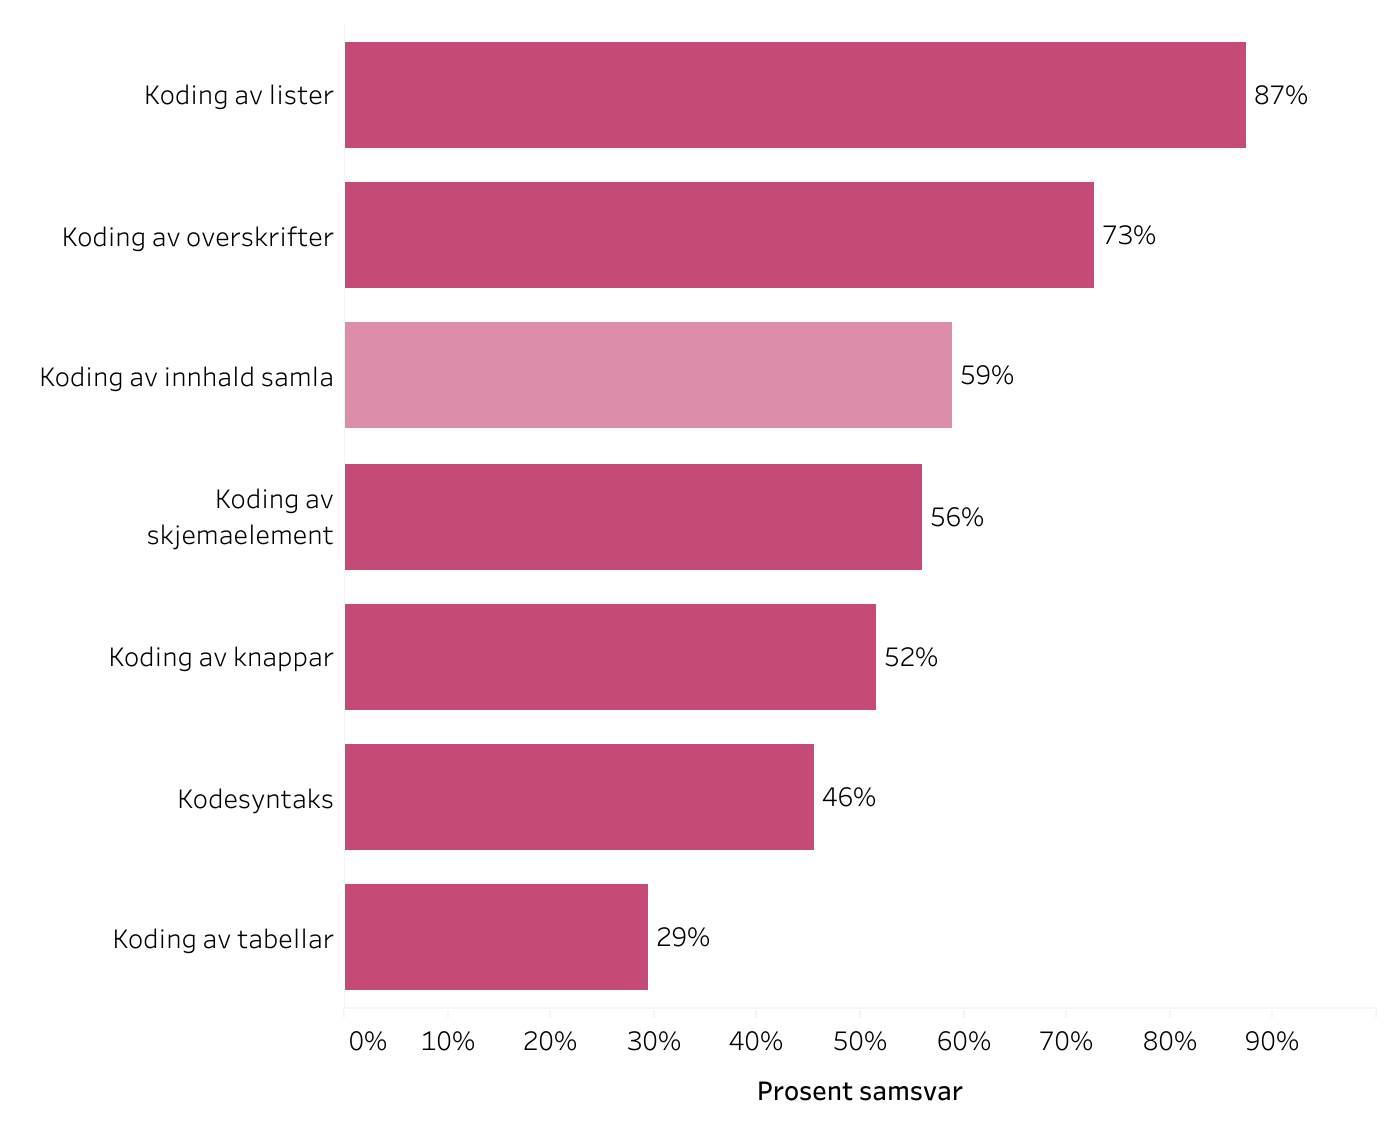 Koding av lister
87%
Koding av overskrifter
73%
Koding av innhald samla
59%
Koding av
skjemaelement
56%
Koding av knappar
52%
Kodesyntaks
46%
Koding av tabellar
29%
0% 10% 20% 30% 40% 50% 60% 70% 80% 90%
Prosent samsvar